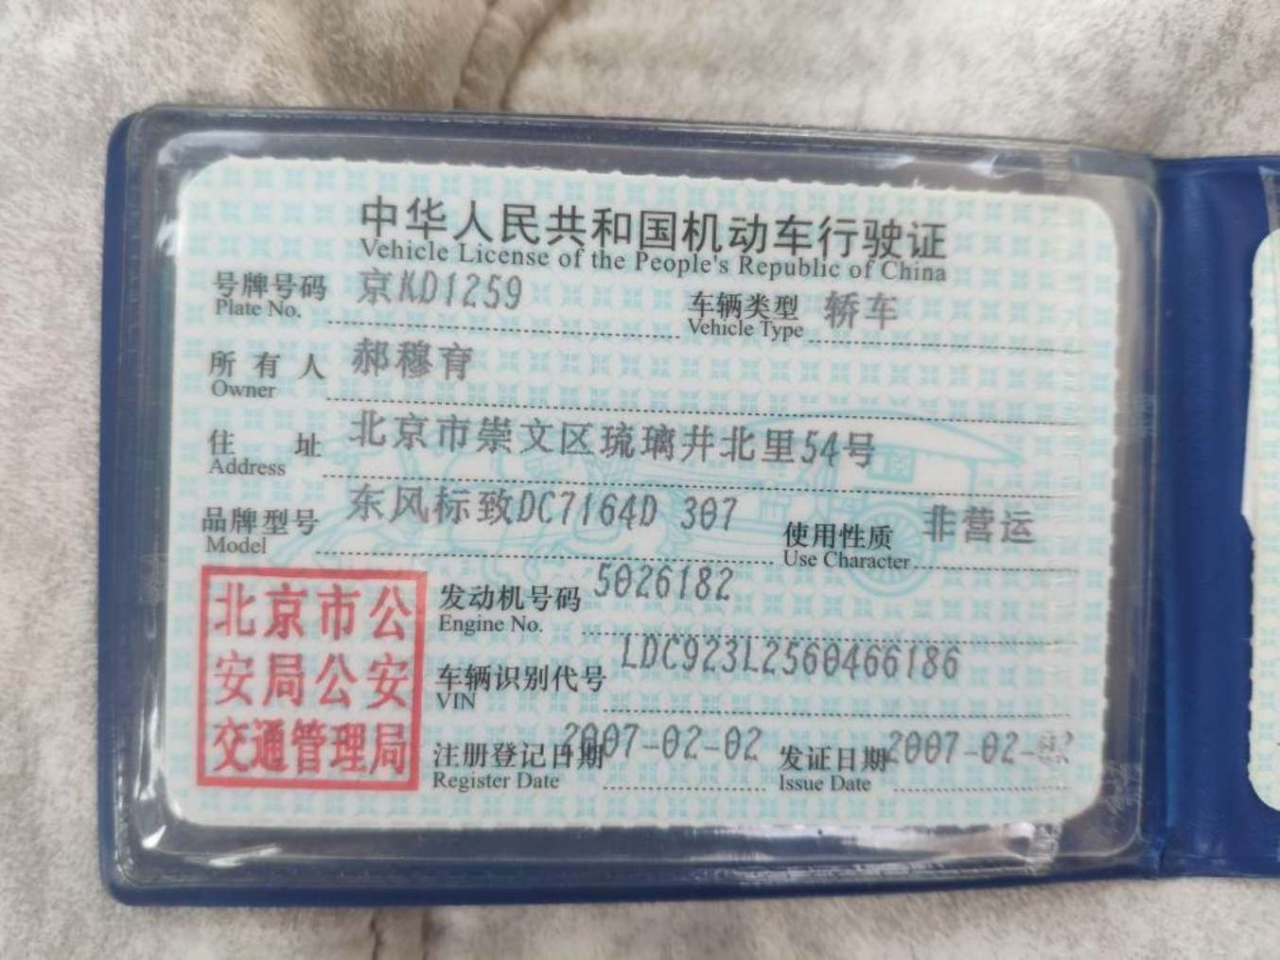 中华人民共和国机动车行驶证
Vehicle License of the People's Republic of China
号牌号码 京KD1259 车辆类型 轿车
Plate No. Vehicle Type
所有人 郝穆育
Owner
住址 北京市崇文区琉璃井北里54号
Address
品牌型号 东风标致DC7164D 307 使用性质 非营运
Model Use Character
发动机号码 5026182
Engine No.
车辆识别代号 LDC923L2560466186
VIN
注册登记日期 2007-02-02 发证日期 2007-02-
Register Date Issue Date
北京市公
安局公安
交通管理局